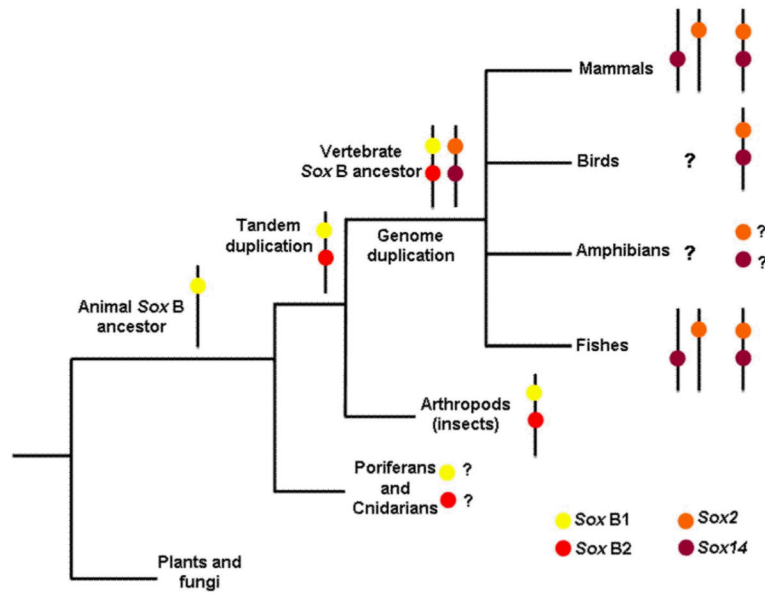 Mammals
Vertebrate
Sox B ancestor
Birds
?
Tandem
duplication
Genome
duplication
Amphibians
?
?
?
Animal Sox B
ancestor
Fishes
Arthropods
(insects)
Poriferans
and
Cnidarians
?
?
Sox B1
Sox2
Sox B2
Sox14
Plants and
fungi